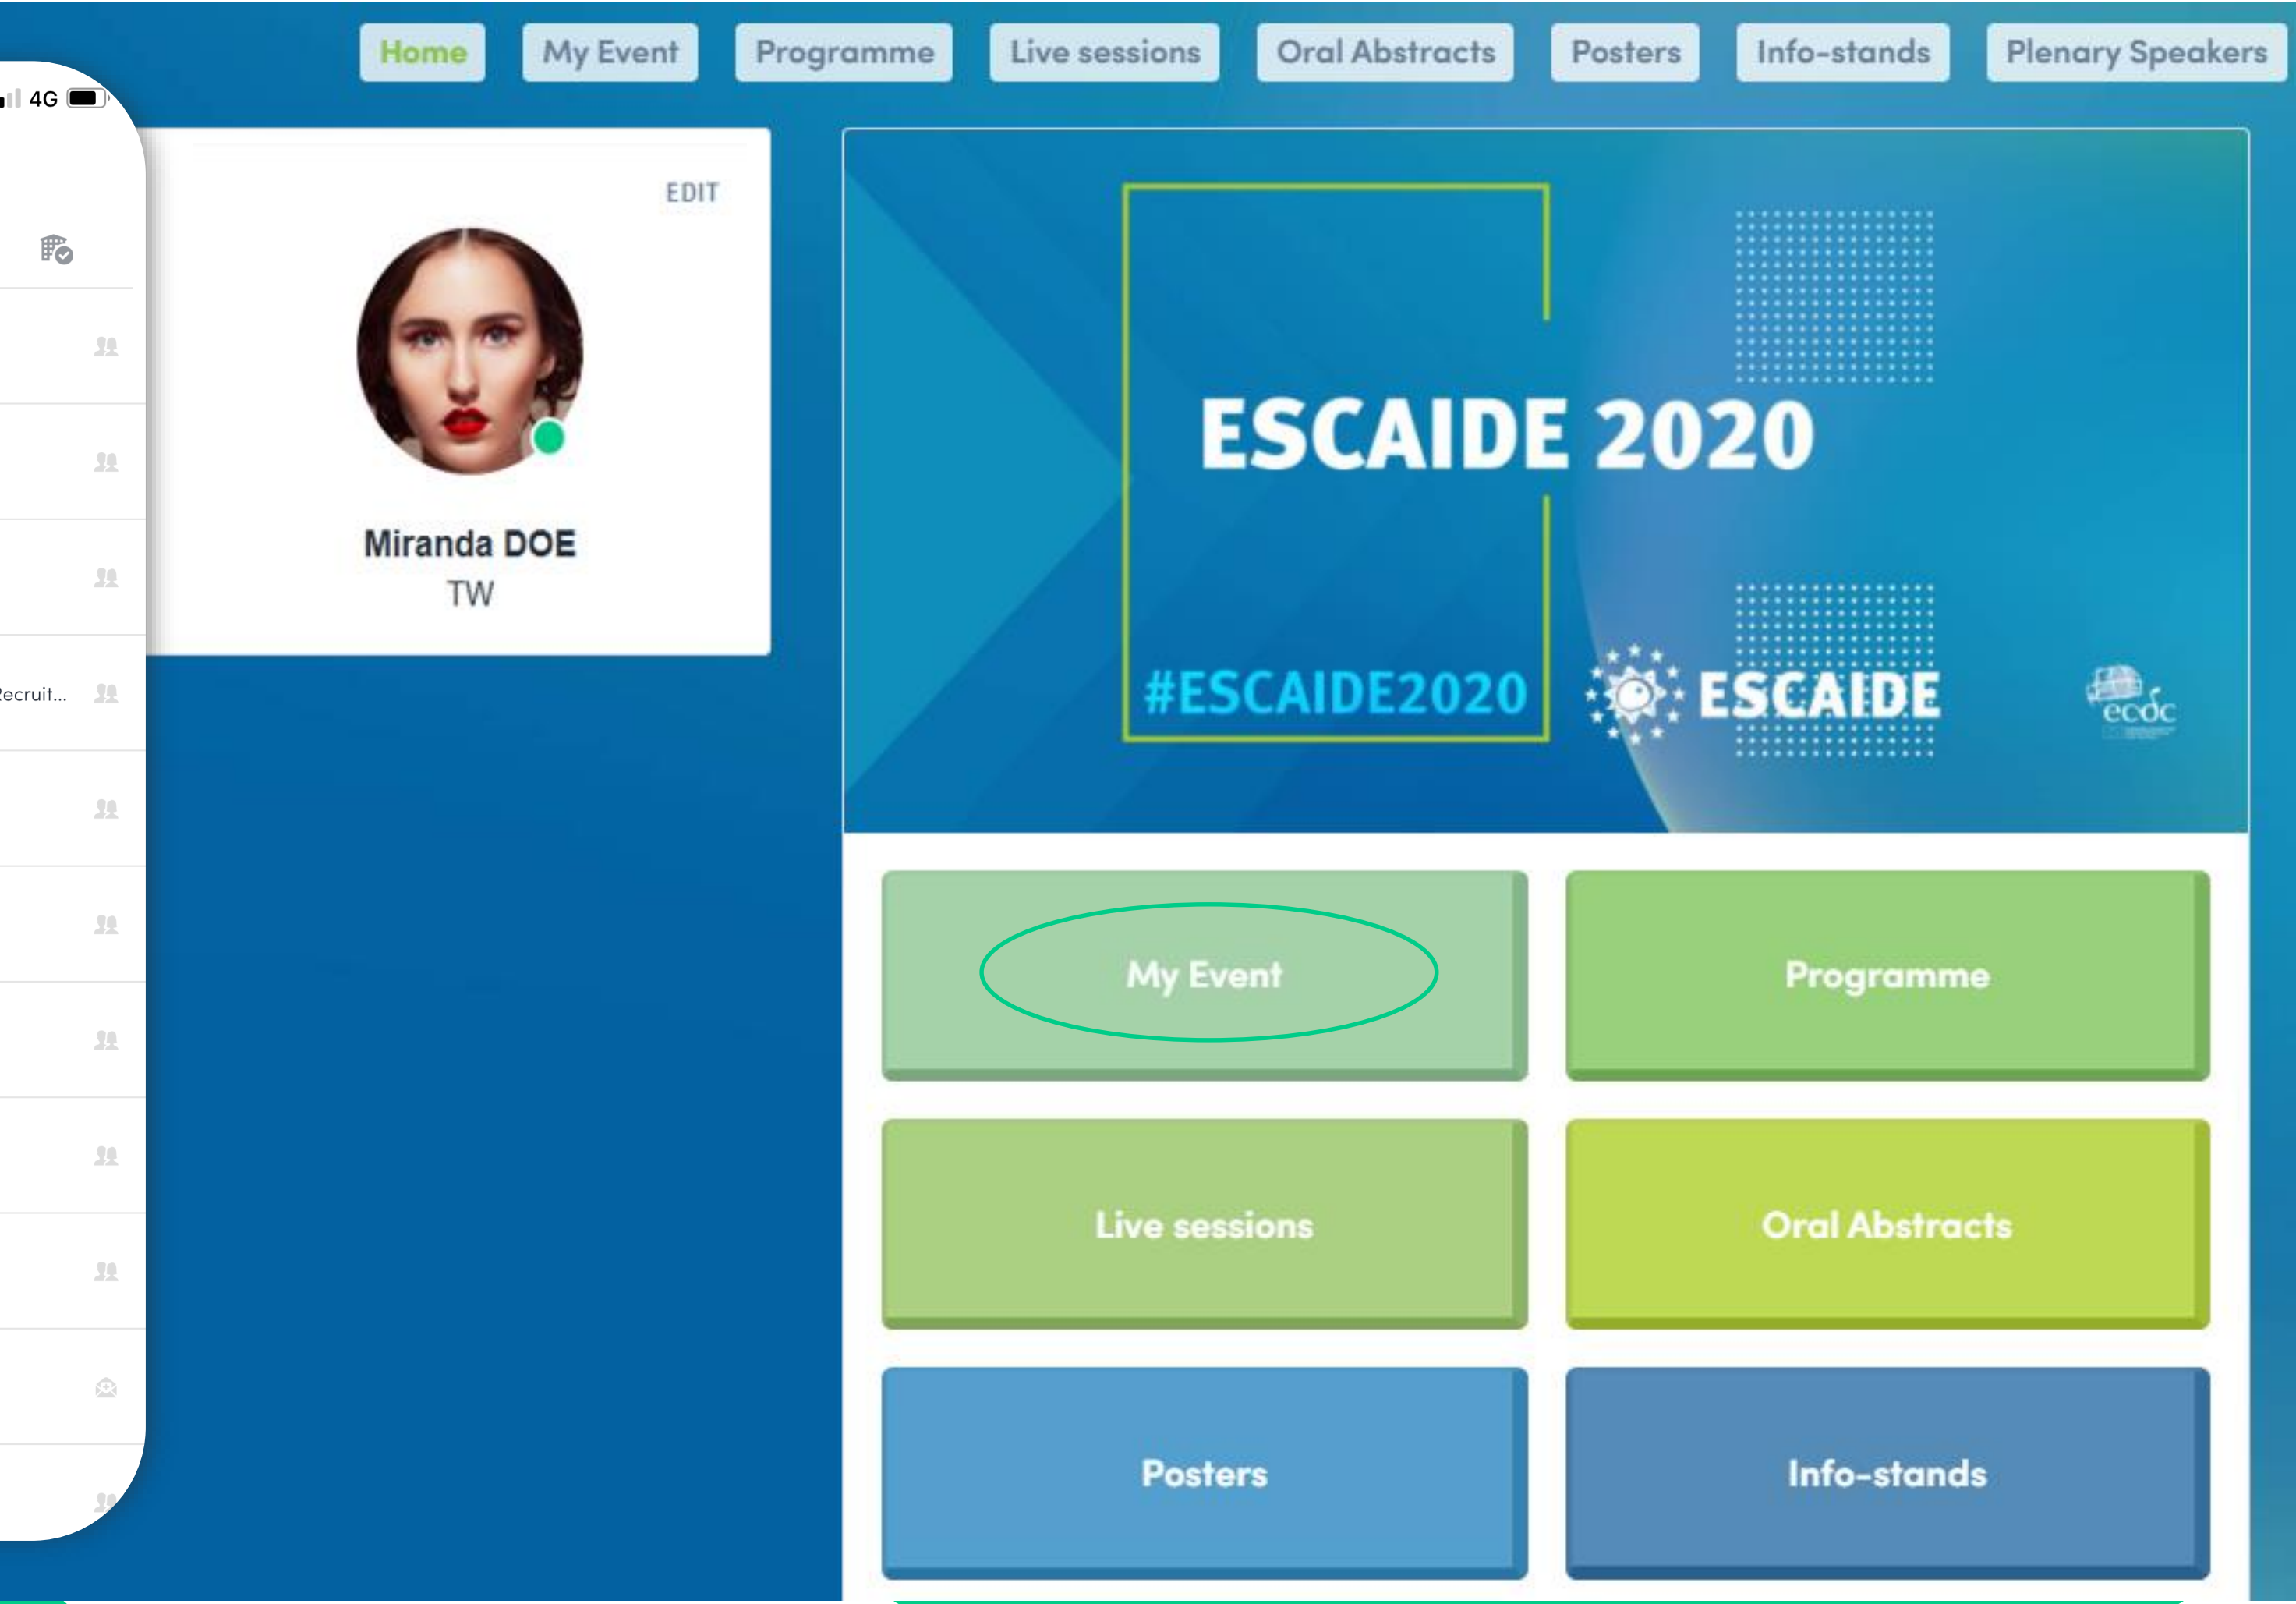 Home My Event Programme Live sessions Oral Abstracts Posters Info-stands Plenary Speakers
4G
EDIT
Miranda DOE
TW
Recruit...
ESCAIDE 2020
#ESCAIDE2020
ESCAIDE
ecdc
My Event
Programme
Live sessions
Oral Abstracts
Posters
Info-stands